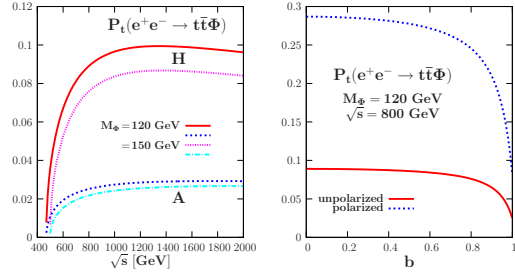 P_t(e⁺e⁻ → tt̄Φ)
H
M_Φ=120 GeV
=150 GeV
A
0.12
0.1
0.08
0.06
0.04
0.02
0
400 600 800 1000 1200 1400 1600 1800 2000
√s [GeV]
P_t(e⁺e⁻ → tt̄Φ)
M_Φ = 120 GeV
√s = 800 GeV
unpolarized
polarized
0.3
0.25
0.2
0.15
0.1
0.05
0
0 0.2 0.4 0.6 0.8 1
b